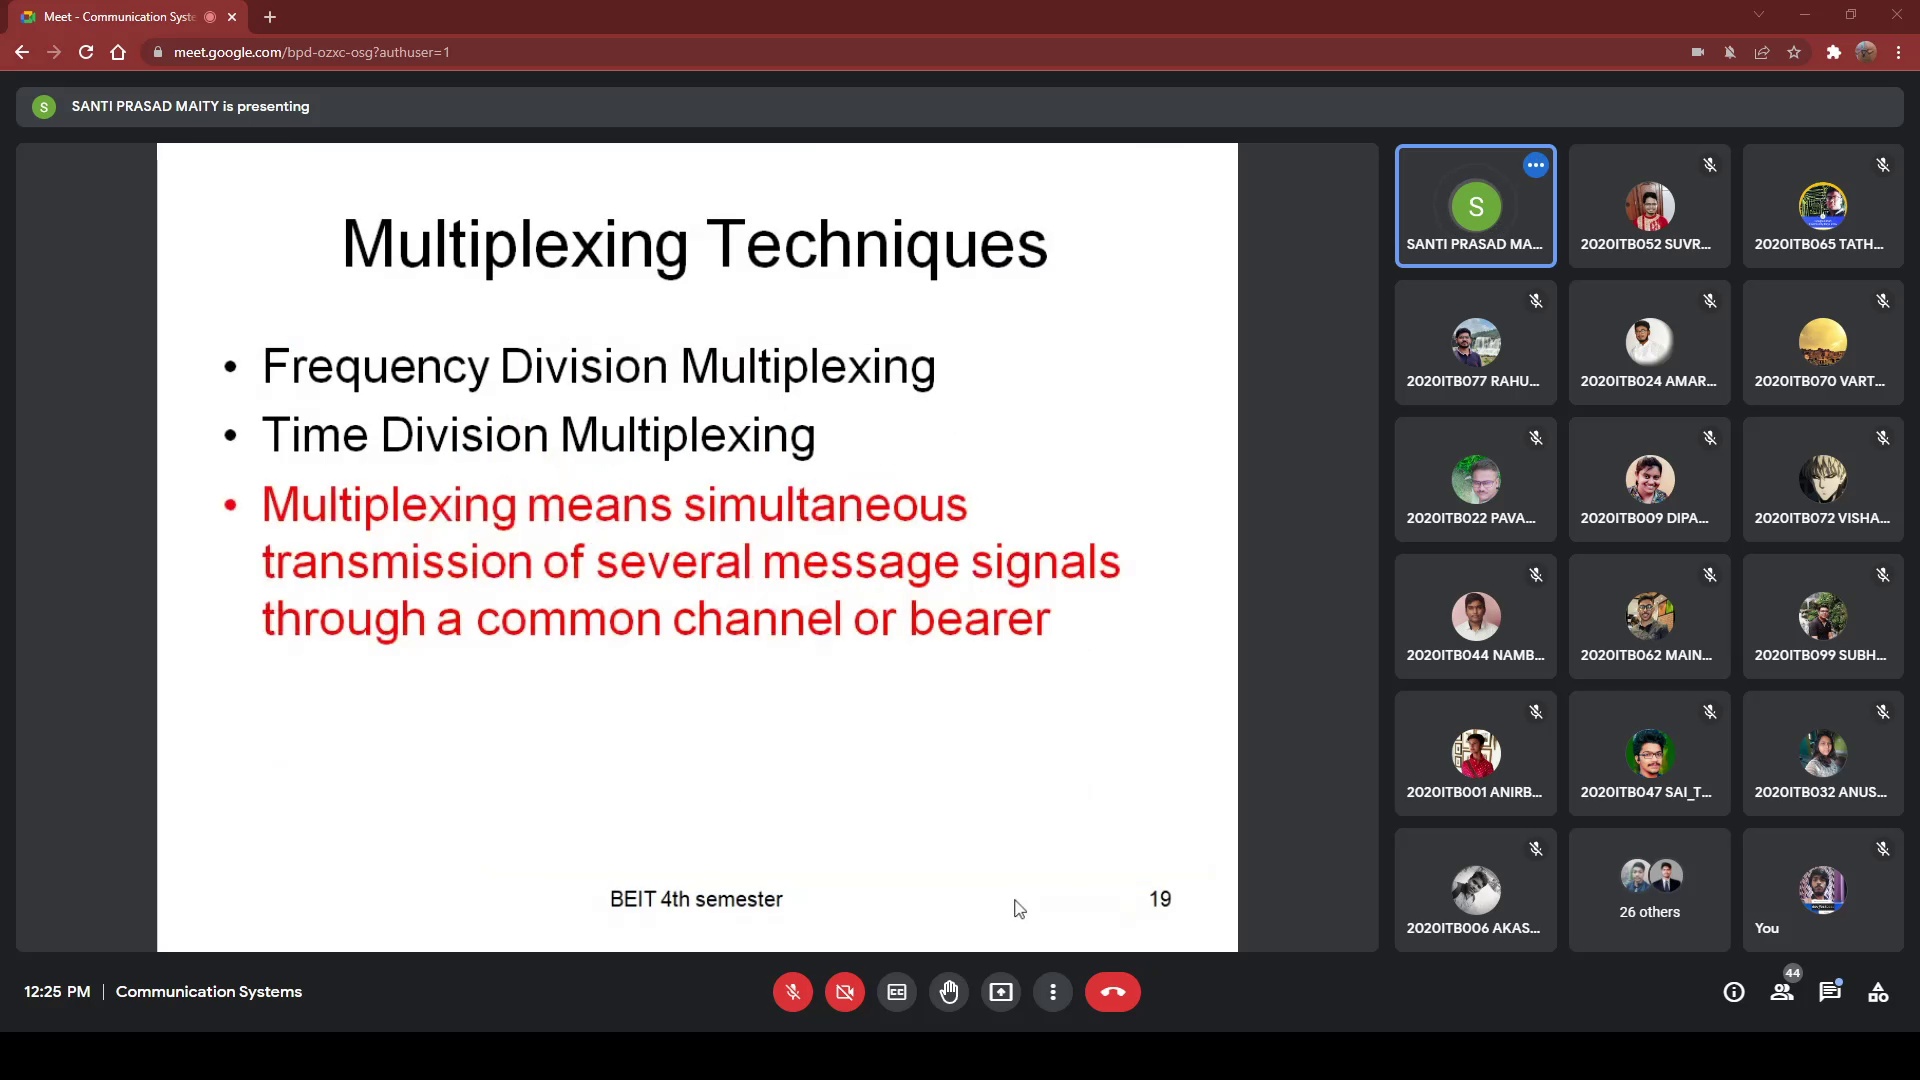 Meet - Communication Syste
meet.google.com/bpd-ozxc-osg?authuser=1
S
SANTI PRASAD MAITY is presenting
Multiplexing Techniques
• Frequency Division Multiplexing
• Time Division Multiplexing
• Multiplexing means simultaneous
transmission of several message signals
through a common channel or bearer
BEIT 4th semester
19
S
SANTI PRASAD MA...
2020ITB052 SUVR...
2020ITB065 TATH...
2020ITB077 RAHU...
2020ITB024 AMAR...
2020ITB070 VART...
2020ITB022 PAVA...
2020ITB009 DIPA...
2020ITB072 VISHA...
2020ITB044 NAMB...
2020ITB062 MAIN...
2020ITB099 SUBH...
2020ITB001 ANIRB...
2020ITB047 SAI_T...
2020ITB032 ANUS...
2020ITB006 AKAS...
26 others
You
12:25 PM | Communication Systems
44